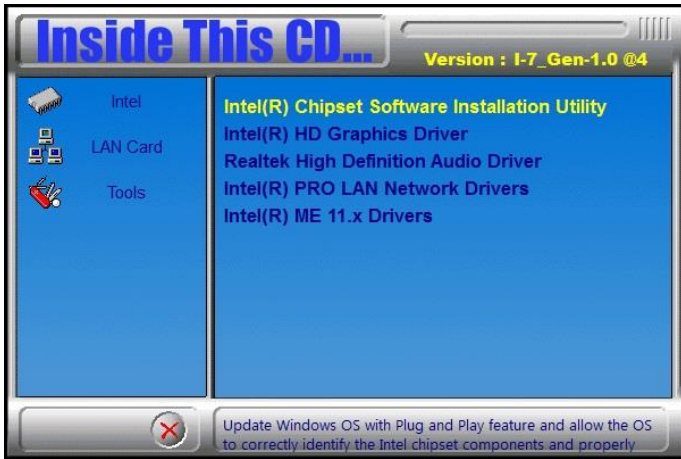 Inside This CD...
Version : I-7_Gen-1.0 @4
Intel
LAN Card
Tools
Intel(R) Chipset Software Installation Utility
Intel(R) HD Graphics Driver
Realtek High Definition Audio Driver
Intel(R) PRO LAN Network Drivers
Intel(R) ME 11.x Drivers
Update Windows OS with Plug and Play feature and allow the OS
to correctly identify the Intel chipset components and properly